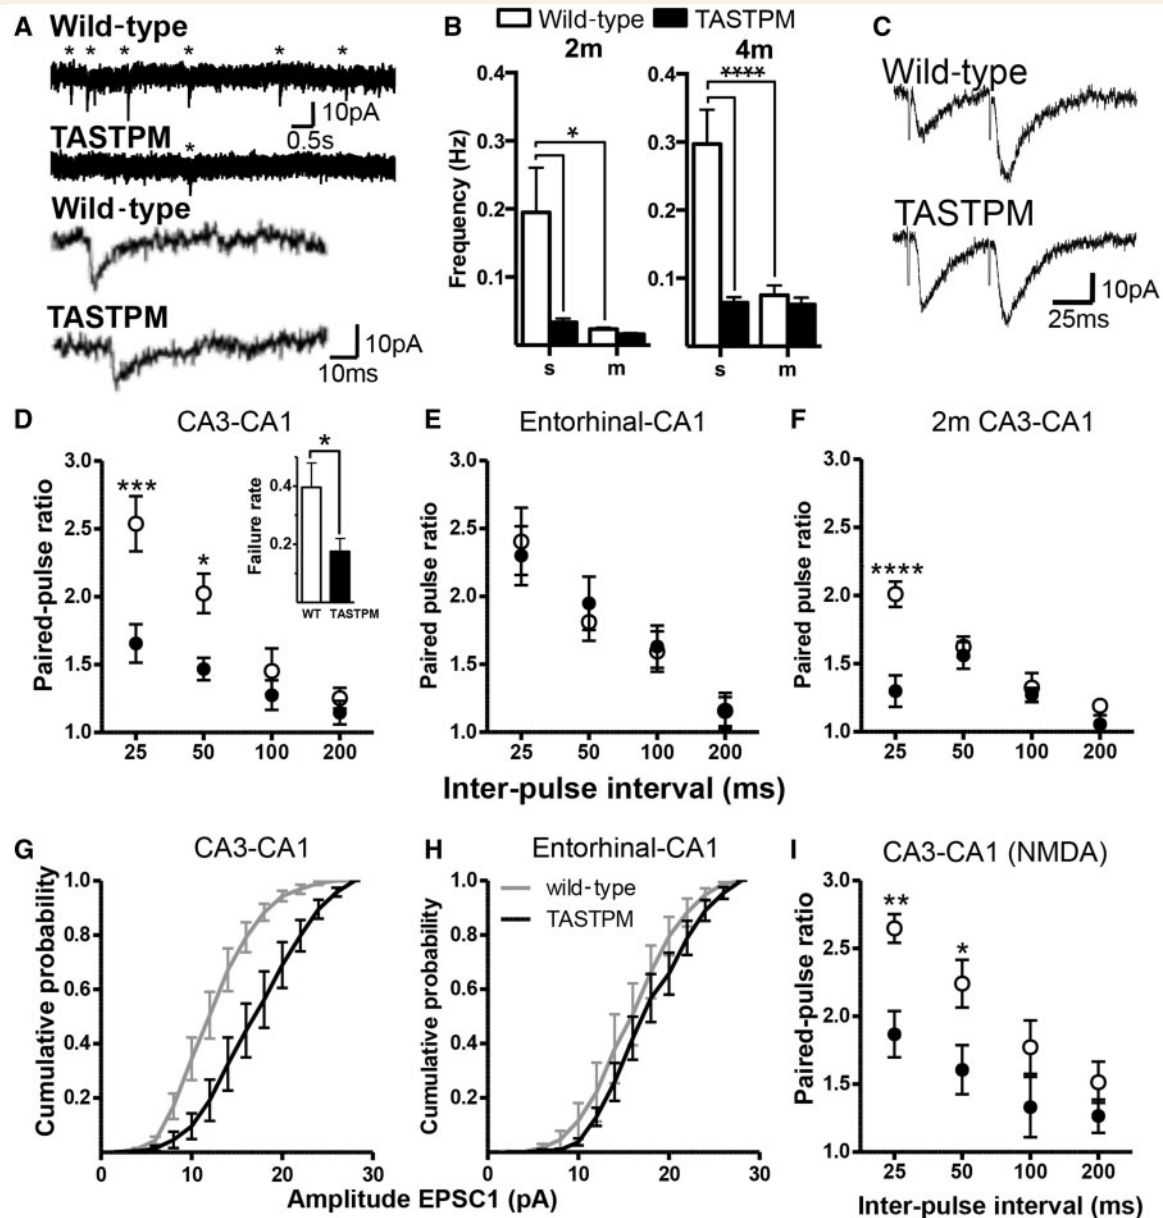 A Wild-type
* * * * * *
10pA
0.5s
TASTPM
*
Wild-type
TASTPM
10pA
10ms
B Wild-type TASTPM
2m 4m
Frequency (Hz)
0.4 0.4
0.3 0.3
0.2 0.2
0.1 0.1
* ****
s m s m
C
Wild-type
TASTPM
10pA
25ms
D CA3-CA1
Paired-pulse ratio
3.0
2.5
2.0
1.5
1.0
*** *
25 50 100 200
Failure rate
0.4
0.2
*
WT TASTPM
E Entorhinal-CA1
Paired pulse ratio
3.0
2.5
2.0
1.5
1.0
25 50 100 200
F 2m CA3-CA1
Paired pulse ratio
3.0
2.5
2.0
1.5
1.0
****
25 50 100 200
Inter-pulse interval (ms)
G CA3-CA1
Cumulative probability
1.0
0.8
0.6
0.4
0.2
0 10 20 30
H Entorhinal-CA1
Cumulative probability
1.0
0.8
0.6
0.4
0.2
wild-type
TASTPM
0 10 20 30
Amplitude EPSC1 (pA)
I CA3-CA1 (NMDA)
Paired-pulse ratio
3.0
2.5
2.0
1.5
1.0
** *
25 50 100 200
Inter-pulse interval (ms)